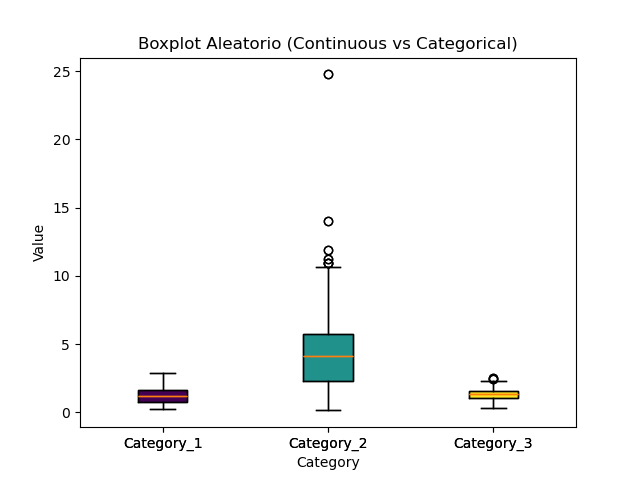 Boxplot Aleatorio (Continuous vs Categorical)
25
20
15
10
5
0
Value
Category_1
Category_2
Category_3
Category